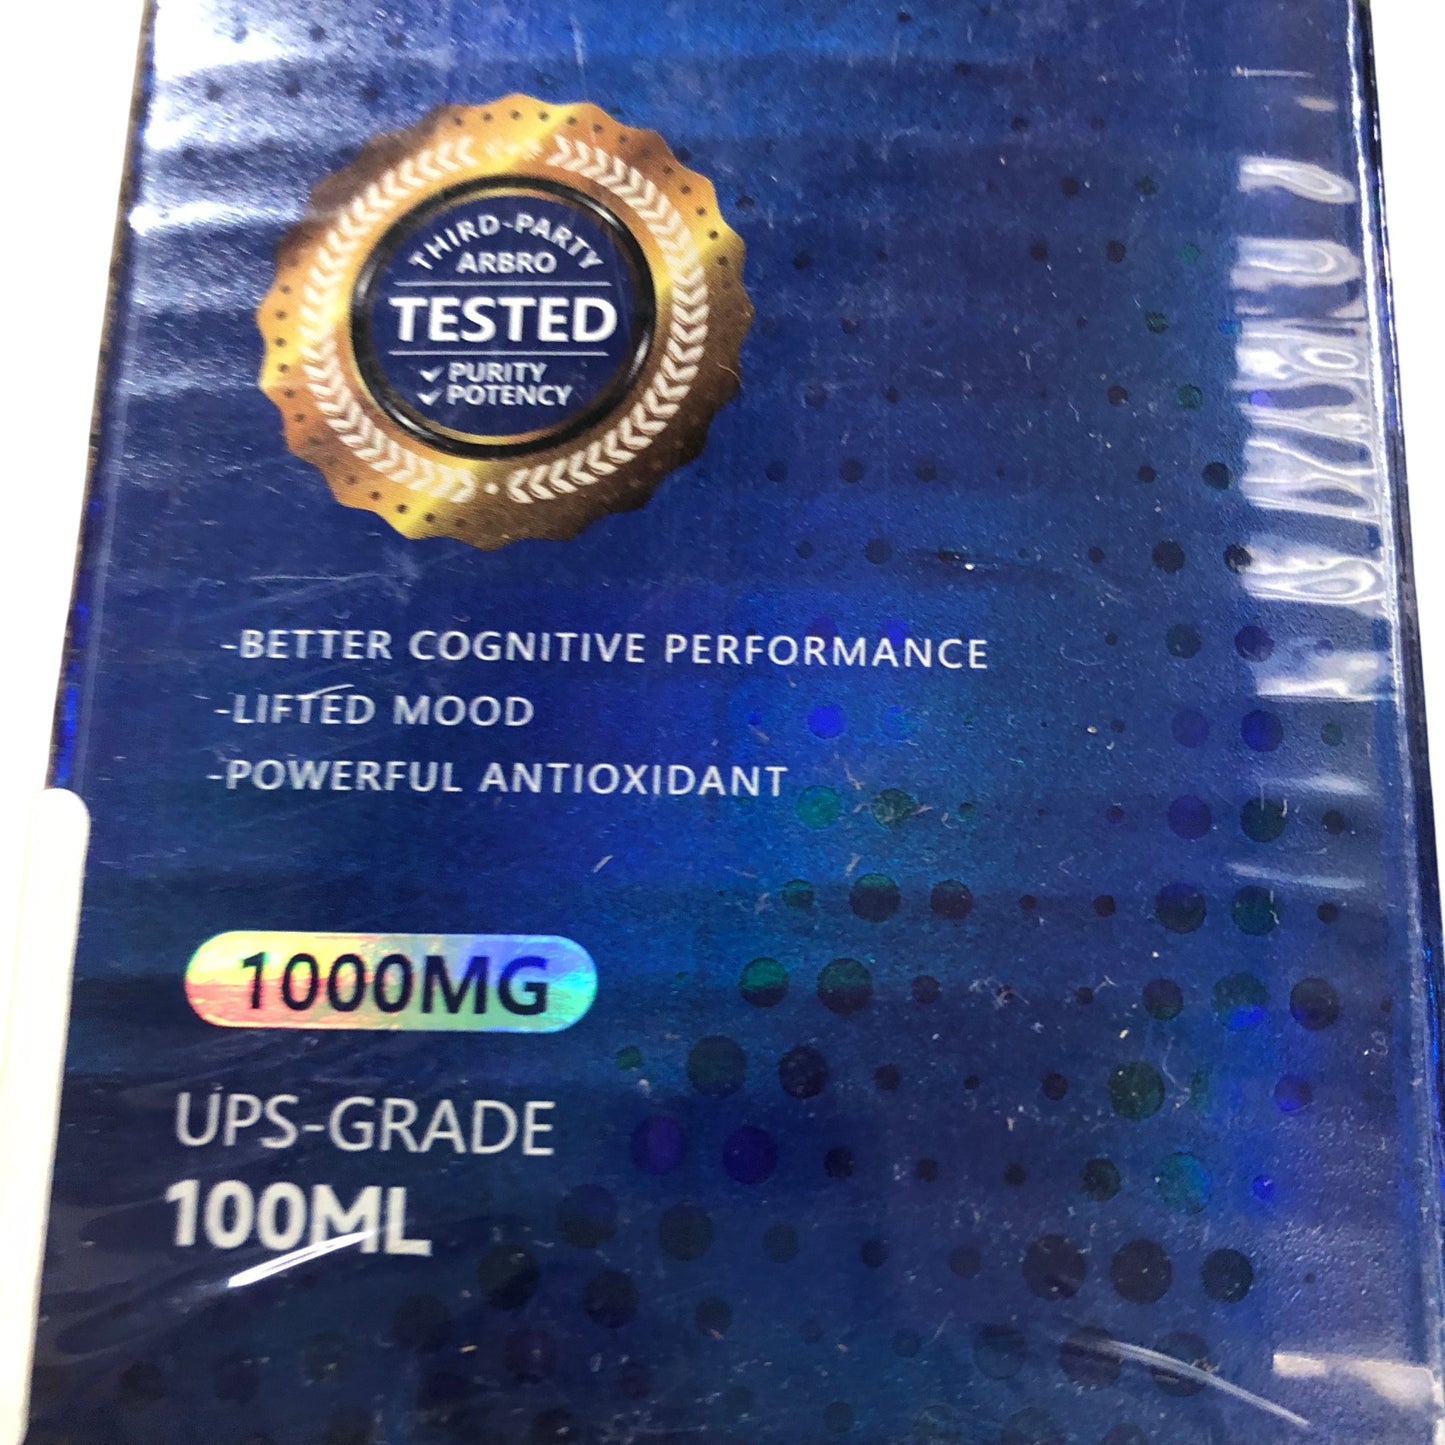 THIRD-PARTY
ARBRO
TESTED
✓ PURITY
✓ POTENCY
-BETTER COGNITIVE PERFORMANCE
-LIFTED MOOD
-POWERFUL ANTIOXIDANT
1000MG
UPS-GRADE
100ML